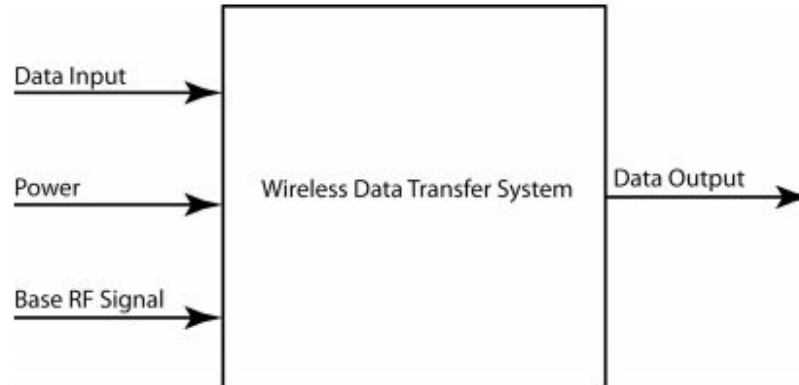 Data Input
Power
Base RF Signal
Wireless Data Transfer System
Data Output